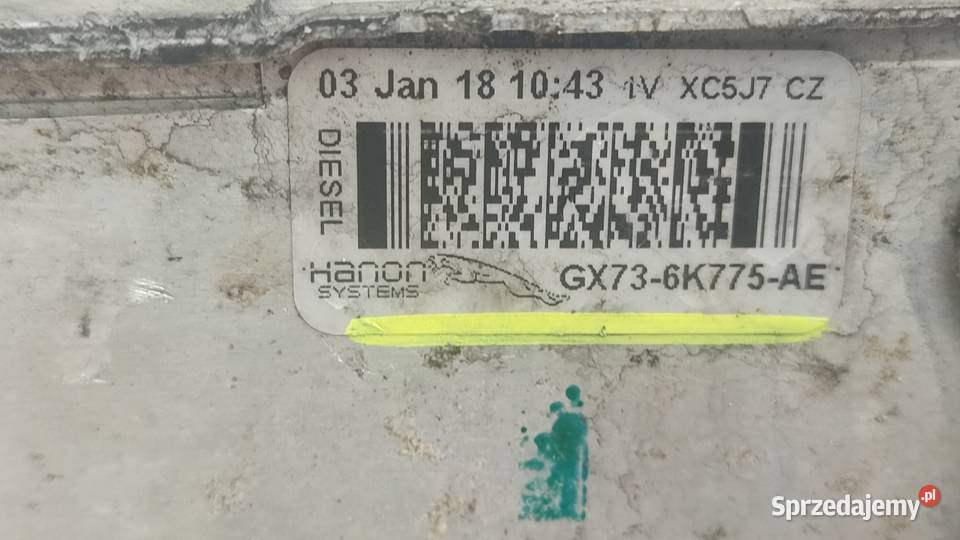 03 Jan 18 10:43 1V XC5J7 CZ
DIESEL
Hanon
SYSTEMS
GX73-6K775-AE
Sprzedajemy.pl